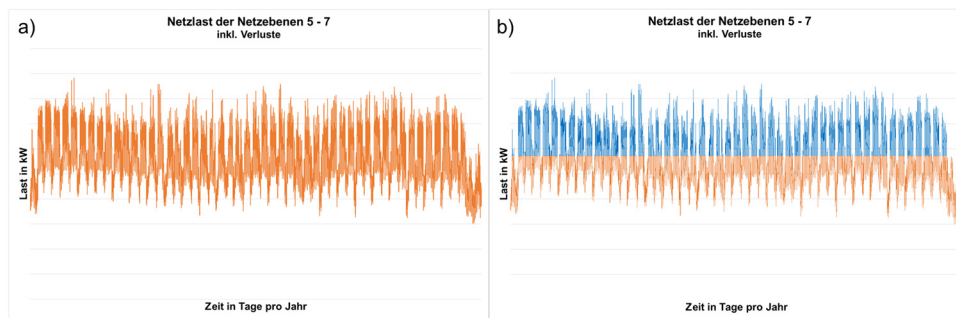 a)
Netzlast der Netzebenen 5 - 7
inkl. Verluste
Last in kW
Zeit in Tage pro Jahr
b)
Netzlast der Netzebenen 5 - 7
inkl. Verluste
Last in kW
Zeit in Tage pro Jahr